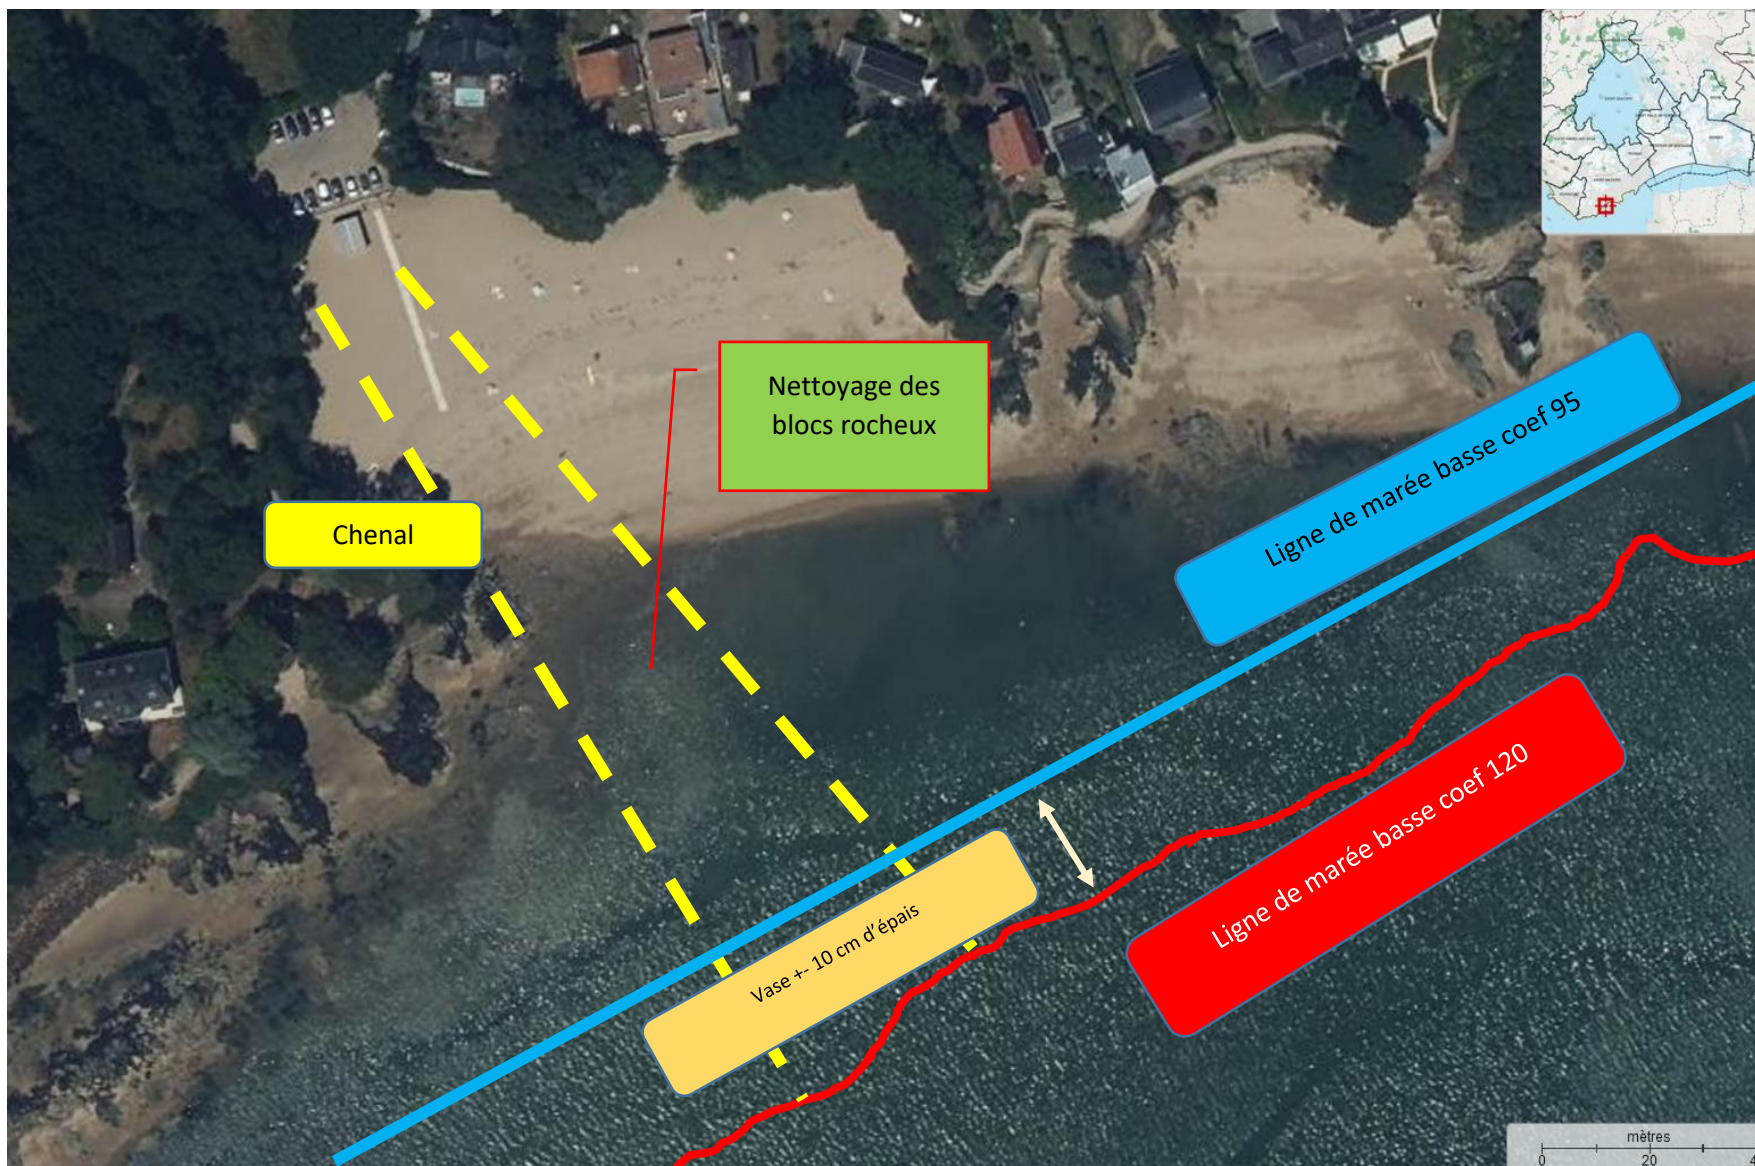 Nettoyage des
blocs rocheux
Chenal
Ligne de marée basse coef 95
Ligne de marée basse coef 120
Vase +- 10 cm d'épais
mètres
0 20